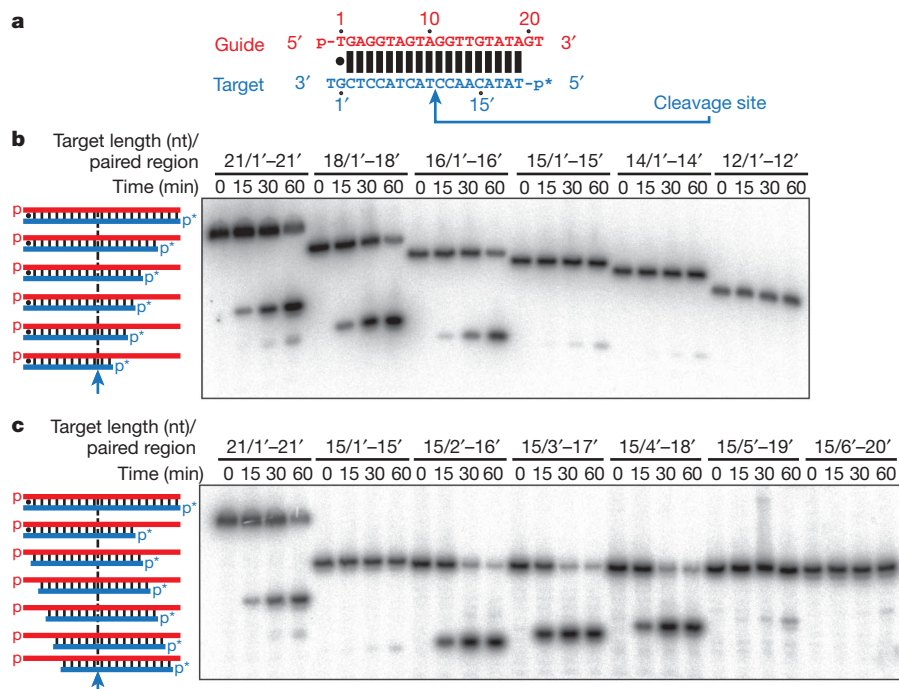 a
1 10 20
Guide 5′ p-TGAGGTAGTAGGTTGTATAGT 3′
Target 3′ TGCTCCATCATCCAACATAT-p* 5′
1′ 15′ Cleavage site
b
Target length (nt)/
paired region 21/1′–21′ 18/1′–18′ 16/1′–16′ 15/1′–15′ 14/1′–14′ 12/1′–12′
Time (min) 0 15 30 60 0 15 30 60 0 15 30 60 0 15 30 60 0 15 30 60 0 15 30 60
p p*
p p*
p p*
p p*
p p*
p p*
c
Target length (nt)/
paired region 21/1′–21′ 15/1′–15′ 15/2′–16′ 15/3′–17′ 15/4′–18′ 15/5′–19′ 15/6′–20′
Time (min) 0 15 30 60 0 15 30 60 0 15 30 60 0 15 30 60 0 15 30 60 0 15 30 60 0 15 30 60
p p*
p p*
p p*
p p*
p p*
p p*
p p*